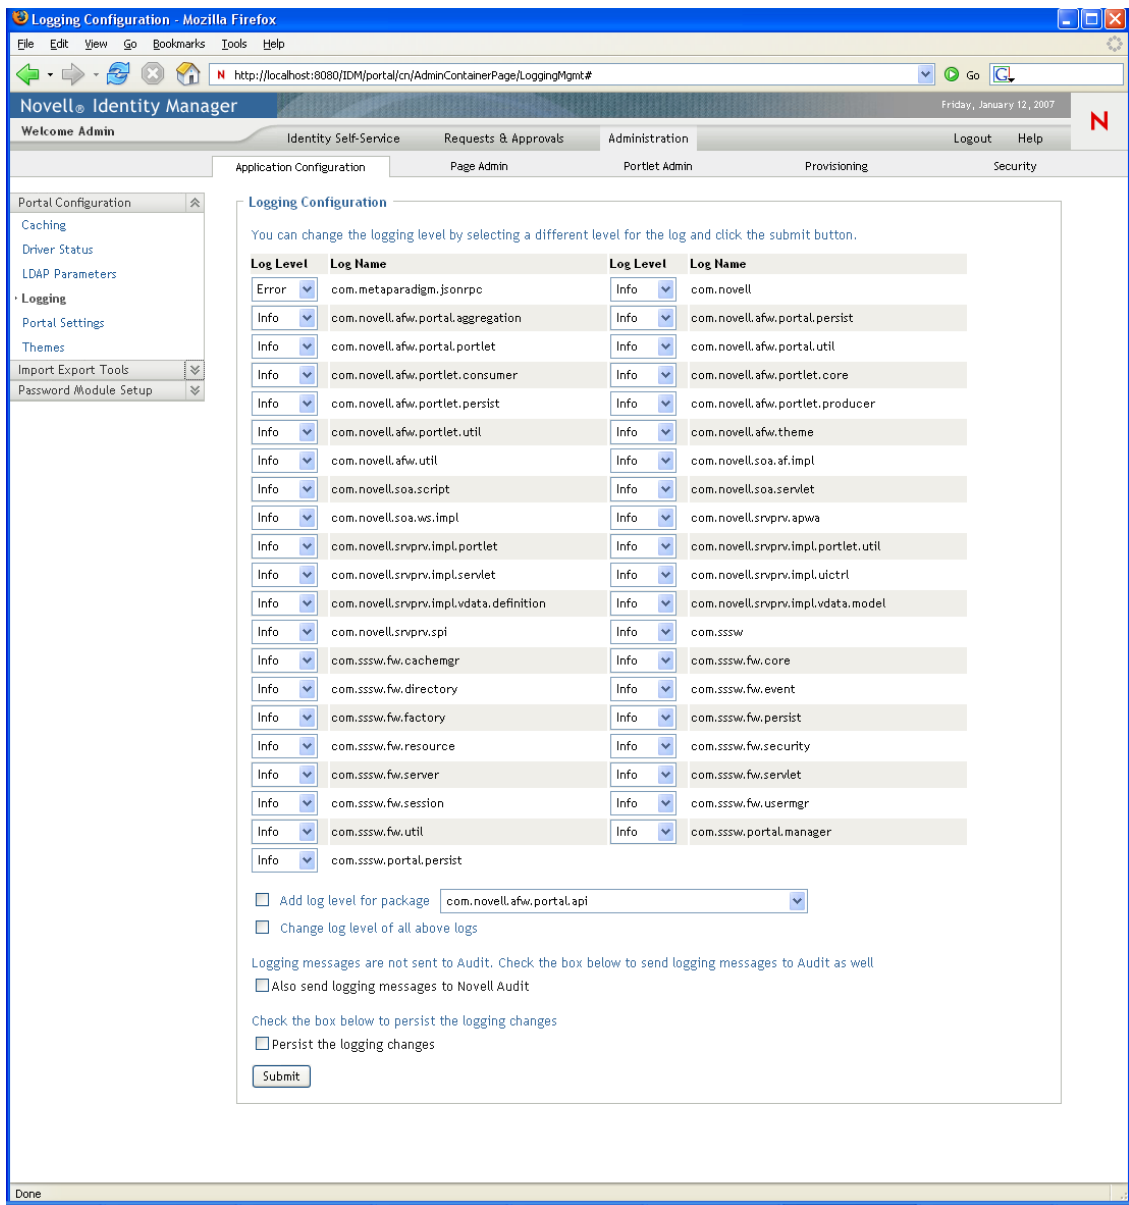 Logging Configuration - Mozilla Firefox
File Edit View Go Bookmarks Tools Help
N http://localhost:8080/IDM/portal/cn/AdminContainerPage/LoggingMgmt# Go G
Novell® Identity Manager Friday, January 12, 2007
N
Welcome Admin Identity Self-Service Requests & Approvals Administration Logout Help
Application Configuration Page Admin Portlet Admin Provisioning Security
Portal Configuration
Caching
Driver Status
LDAP Parameters
Logging
Portal Settings
Themes
Import Export Tools
Password Module Setup
Logging Configuration
You can change the logging level by selecting a different level for the log and click the submit button.
Log Level Log Name Log Level Log Name
Error com.metaparadigm.jsonrpc Info com.novell
Info com.novell.afw.portal.aggregation Info com.novell.afw.portal.persist
Info com.novell.afw.portal.portlet Info com.novell.afw.portal.util
Info com.novell.afw.portlet.consumer Info com.novell.afw.portlet.core
Info com.novell.afw.portlet.persist Info com.novell.afw.portlet.producer
Info com.novell.afw.portlet.util Info com.novell.afw.theme
Info com.novell.afw.util Info com.novell.soa.af.impl
Info com.novell.soa.script Info com.novell.soa.servlet
Info com.novell.soa.ws.impl Info com.novell.srvprv.apwa
Info com.novell.srvprv.impl.portlet Info com.novell.srvprv.impl.portlet.util
Info com.novell.srvprv.impl.servlet Info com.novell.srvprv.impl.uictrl
Info com.novell.srvprv.impl.vdata.definition Info com.novell.srvprv.impl.vdata.model
Info com.novell.srvprv.spi Info com.sssw
Info com.sssw.fw.cachemgr Info com.sssw.fw.core
Info com.sssw.fw.directory Info com.sssw.fw.event
Info com.sssw.fw.factory Info com.sssw.fw.persist
Info com.sssw.fw.resource Info com.sssw.fw.security
Info com.sssw.fw.server Info com.sssw.fw.servlet
Info com.sssw.fw.session Info com.sssw.fw.usermgr
Info com.sssw.fw.util Info com.sssw.portal.manager
Info com.sssw.portal.persist
Add log level for package com.novell.afw.portal.api
Change log level of all above logs
Logging messages are not sent to Audit. Check the box below to send logging messages to Audit as well
Also send logging messages to Novell Audit
Check the box below to persist the logging changes
Persist the logging changes
Submit
Done